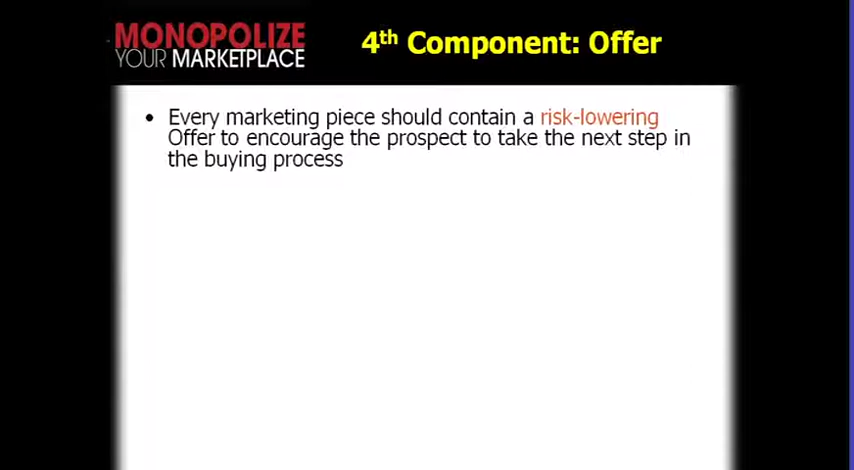 MONOPOLIZE
YOUR MARKETPLACE
4th Component: Offer
• Every marketing piece should contain a risk-lowering
Offer to encourage the prospect to take the next step in
the buying process